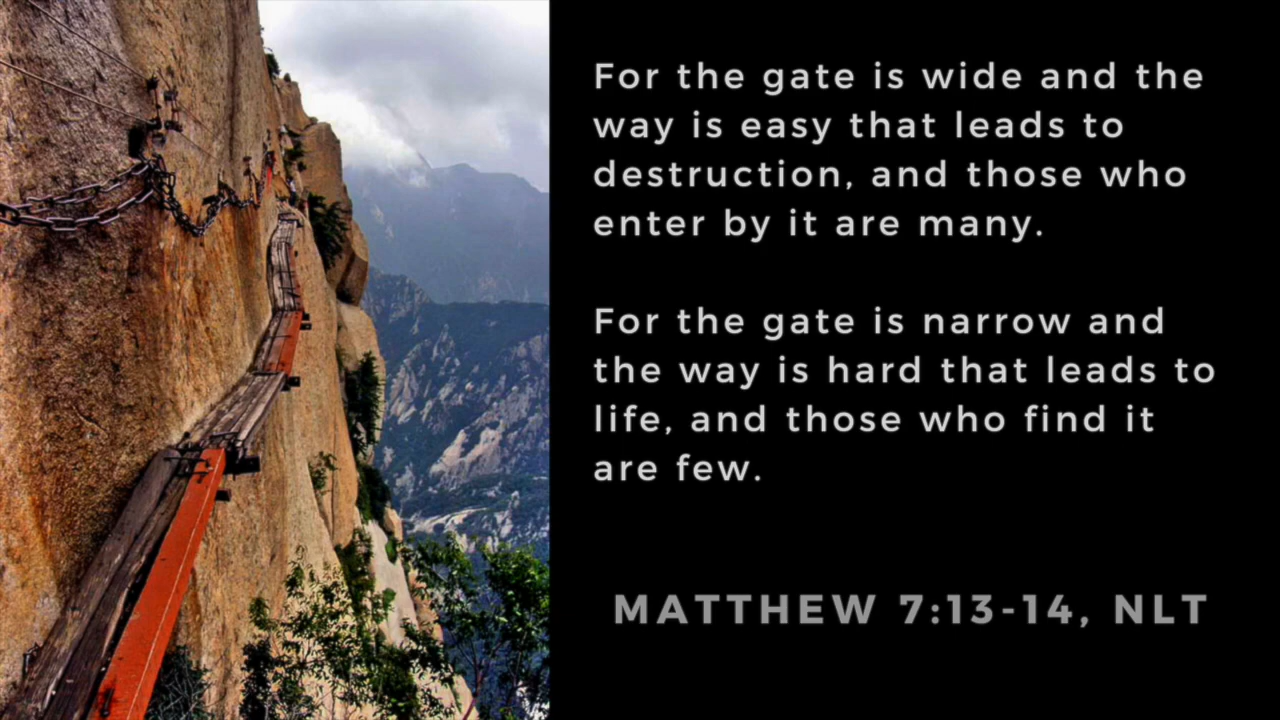 For the gate is wide and the
way is easy that leads to
destruction, and those who
enter by it are many.
For the gate is narrow and
the way is hard that leads to
life, and those who find it
are few.
MATTHEW 7:13-14, NLT